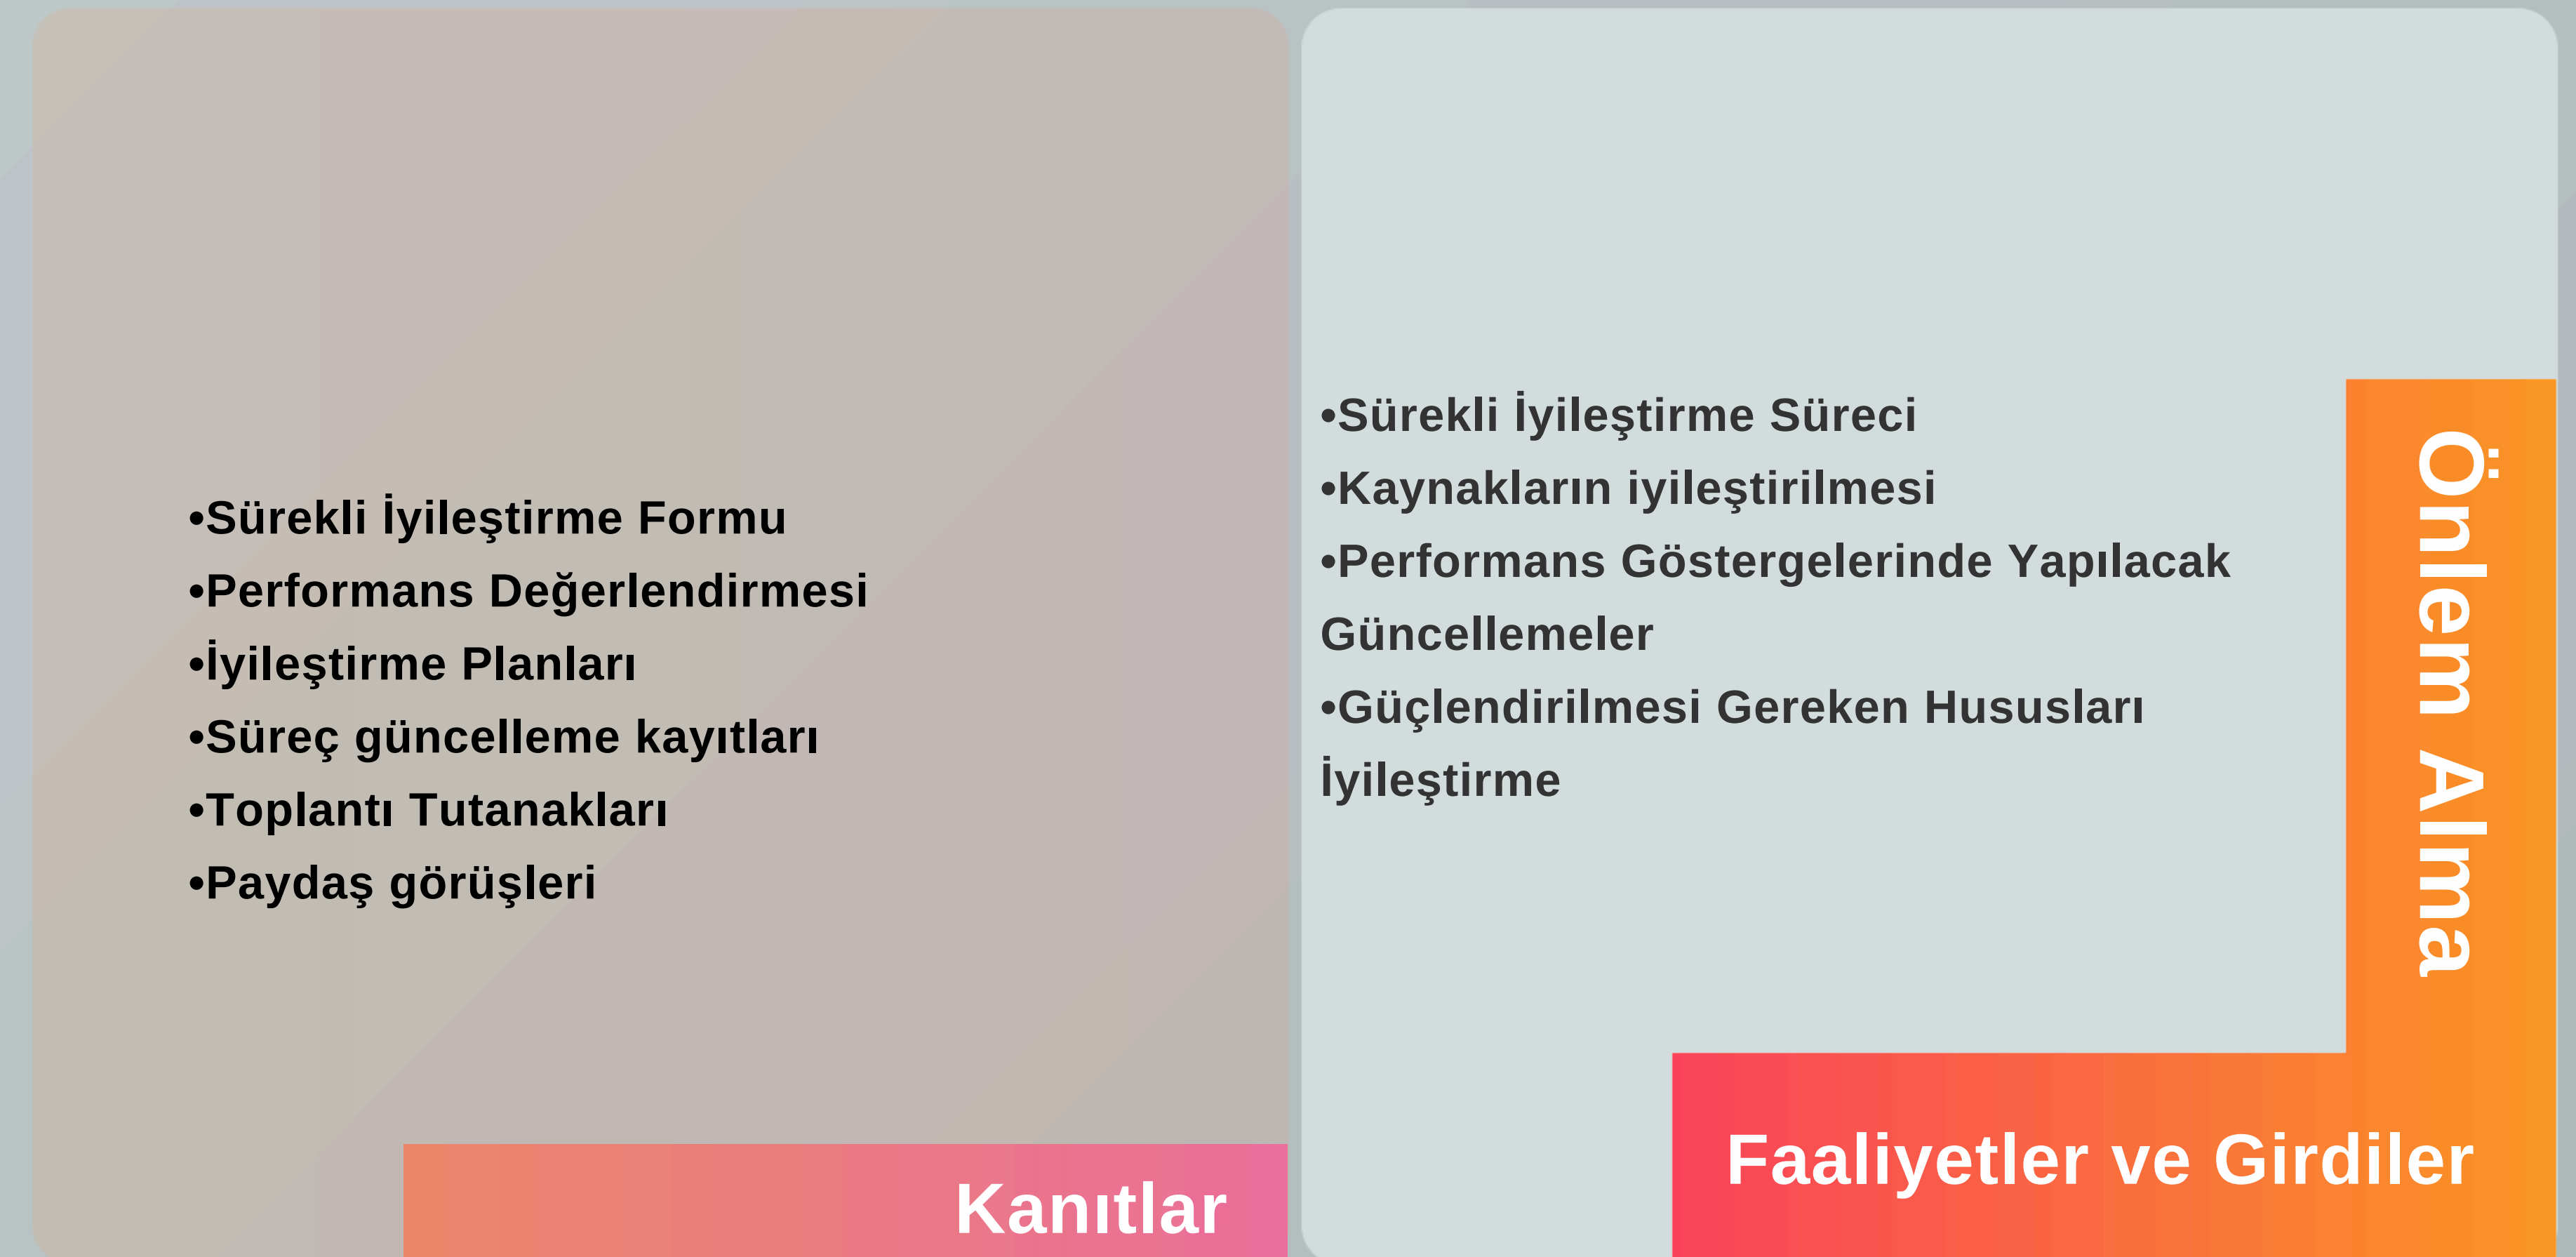 •Sürekli İyileştirme Formu
•Performans Değerlendirmesi
•İyileştirme Planları
•Süreç güncelleme kayıtları
•Toplantı Tutanakları
•Paydaş görüşleri
Kanıtlar
•Sürekli İyileştirme Süreci
•Kaynakların iyileştirilmesi
•Performans Göstergelerinde Yapılacak
Güncellemeler
•Güçlendirilmesi Gereken Hususları
İyileştirme
Önlem Alma
Faaliyetler ve Girdiler